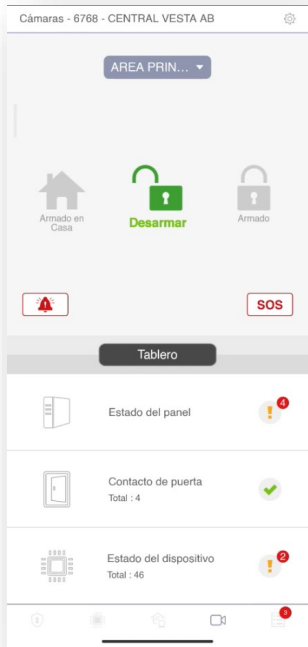 Cámaras - 6768 - CENTRAL VESTA AB
AREA PRIN...
Armado en
Casa
Desarmar
Armado
SOS
Tablero
Estado del panel
4
Contacto de puerta
Total : 4
Estado del dispositivo
2
Total : 46
3